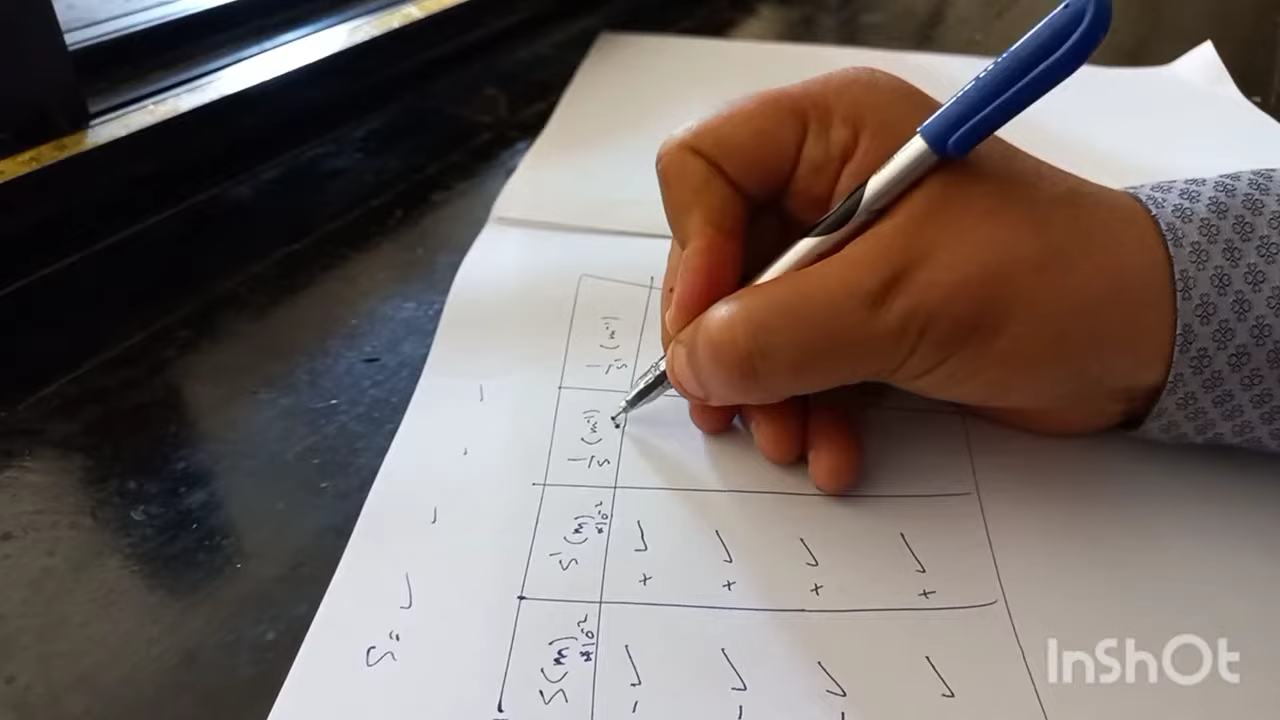 S = ✓ - - -
S(m) *10⁻² | S'(m) *10⁻² | 1/S (m⁻¹) | 1/S' (m⁻¹)
- ✓ | + ✓
- ✓ | + ✓
- ✓ | + ✓
✓ | + ✓
InShOt